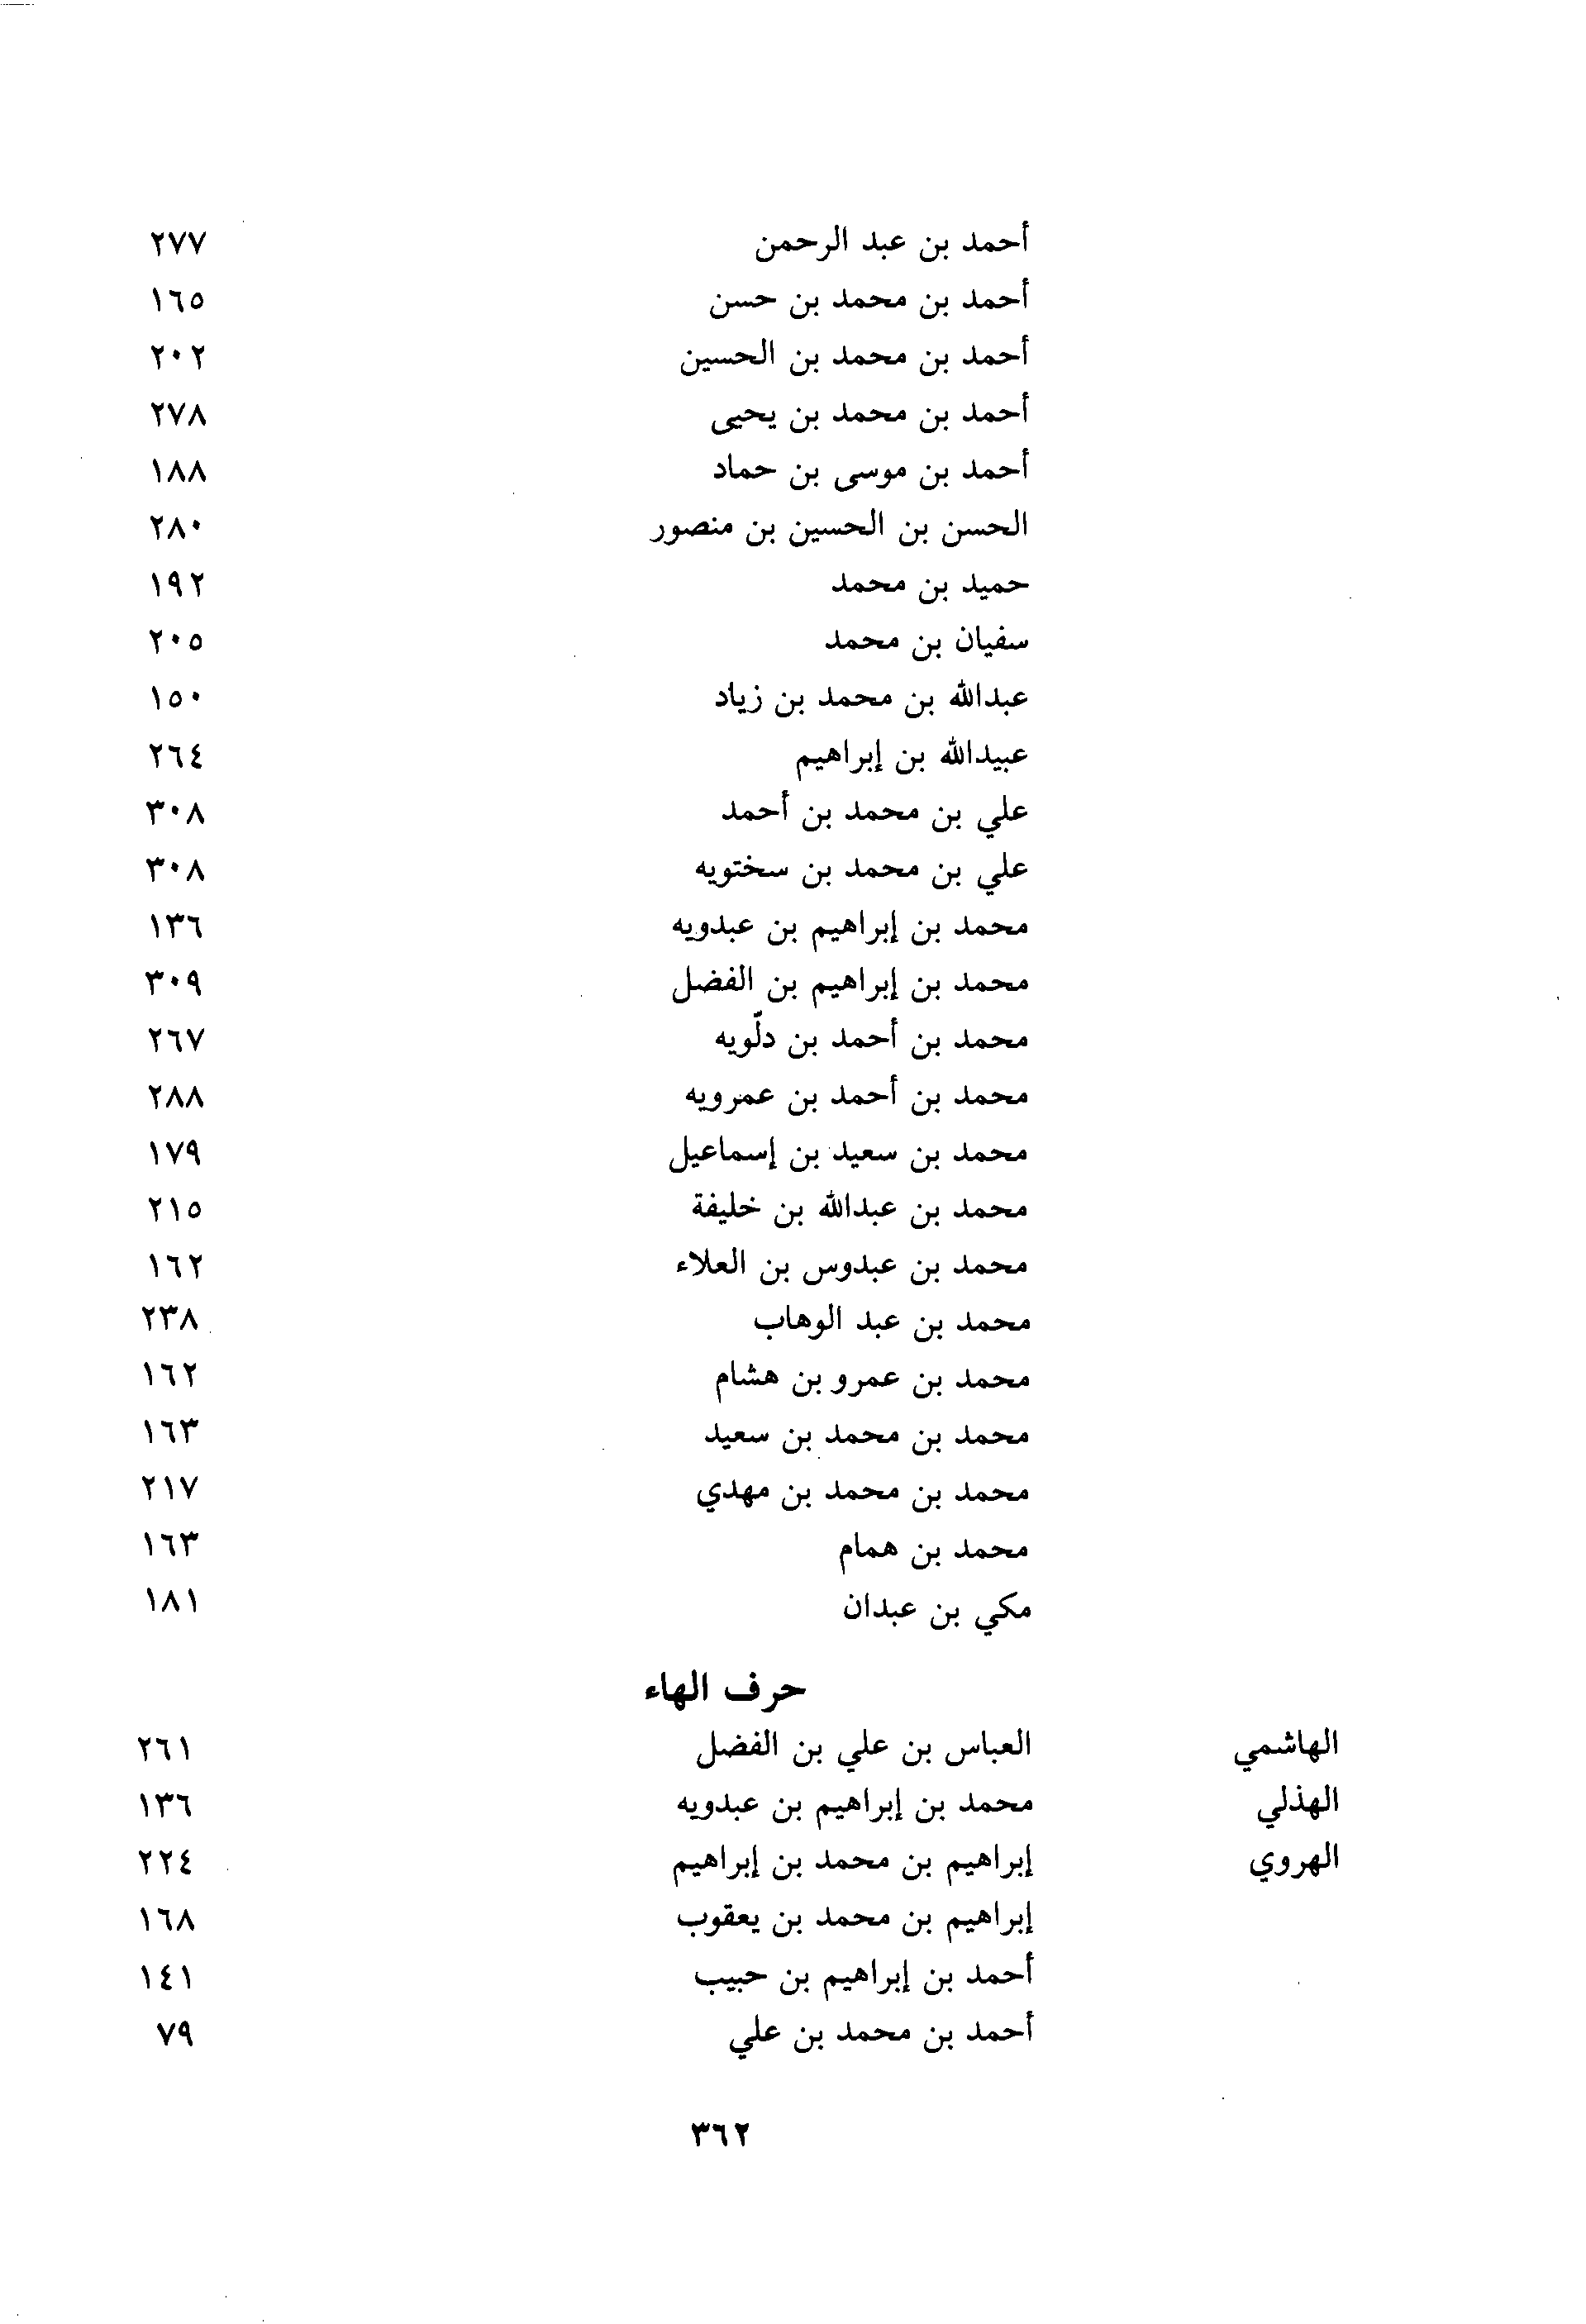 أحمد بن عبد الرحمن ٢٧٧
أحمد بن محمد بن حسن ١٦٥
أحمد بن محمد بن الحسين ٢٠٢
أحمد بن محمد بن يحيى ٢٧٨
أحمد بن موسى بن حماد ١٨٨
الحسن بن الحسين بن منصور ٢٨٠
حميد بن محمد ١٩٢
سفيان بن محمد ٢٠٥
عبدالله بن محمد بن زياد ١٥٠
عبيدالله بن إبراهيم ٢٦٤
علي بن محمد بن أحمد ٣٠٨
علي بن محمد بن سختويه ٣٠٨
محمد بن إبراهيم بن عبدويه ١٣٦
محمد بن إبراهيم بن الفضل ٣٠٩
محمد بن أحمد بن دلّويه ٢٦٧
محمد بن أحمد بن عمرويه ٢٨٨
محمد بن سعيد بن إسماعيل ١٧٩
محمد بن عبدالله بن خليفة ٢١٥
محمد بن عبدوس بن العلاء ١٦٢
محمد بن عبد الوهاب ٢٣٨
محمد بن عمرو بن هشام ١٦٢
محمد بن محمد بن سعيد ١٦٣
محمد بن محمد بن مهدي ٢١٧
محمد بن همام ١٦٣
مكي بن عبدان ١٨١
حرف الهاء
الهاشمي العباس بن علي بن الفضل ٢٦١
الهذلي محمد بن إبراهيم بن عبدويه ١٣٦
الهروي إبراهيم بن محمد بن إبراهيم ٢٢٤
إبراهيم بن محمد بن يعقوب ١٦٨
أحمد بن إبراهيم بن حبيب ١٤١
أحمد بن محمد بن علي ٧٩
٣٦٢